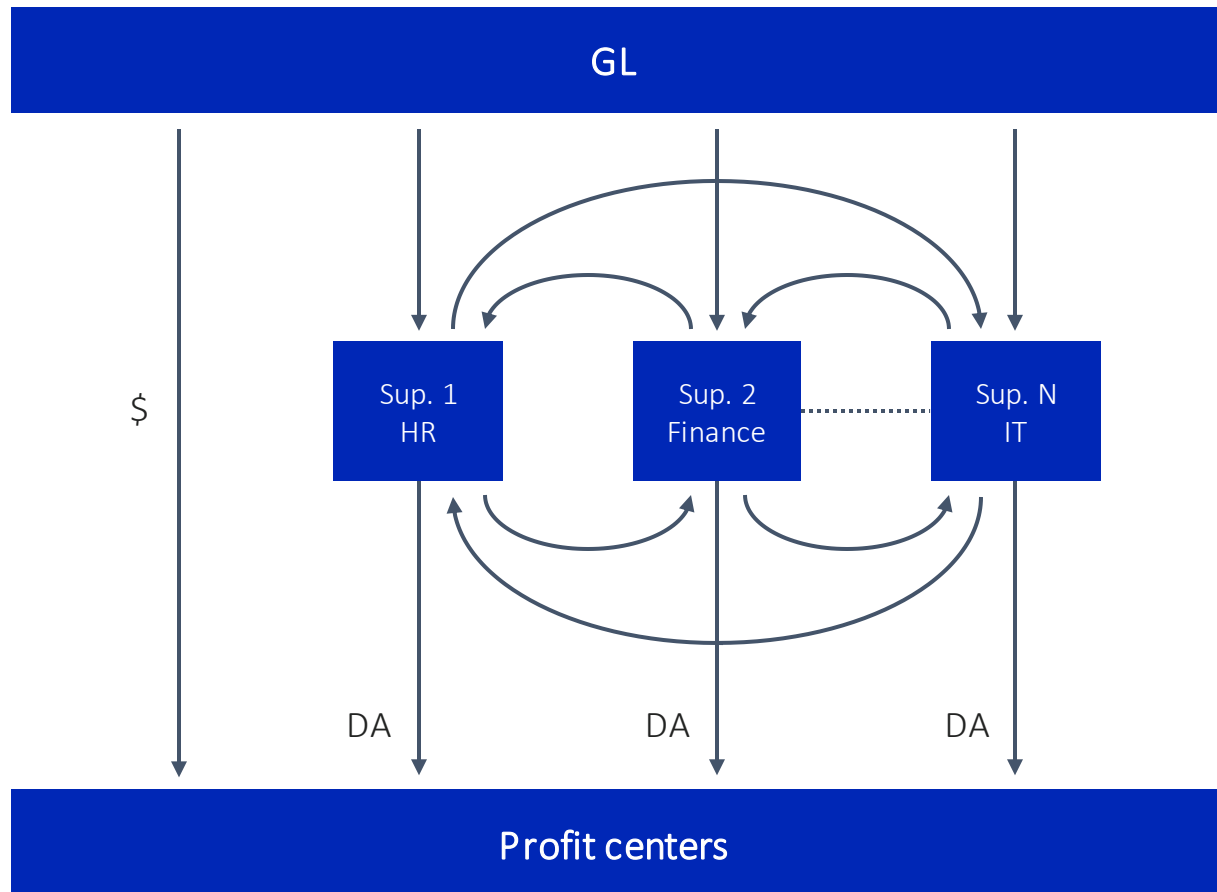 GL
$
Sup. 1
HR
Sup. 2
Finance
Sup. N
IT
DA
DA
DA
Profit centers